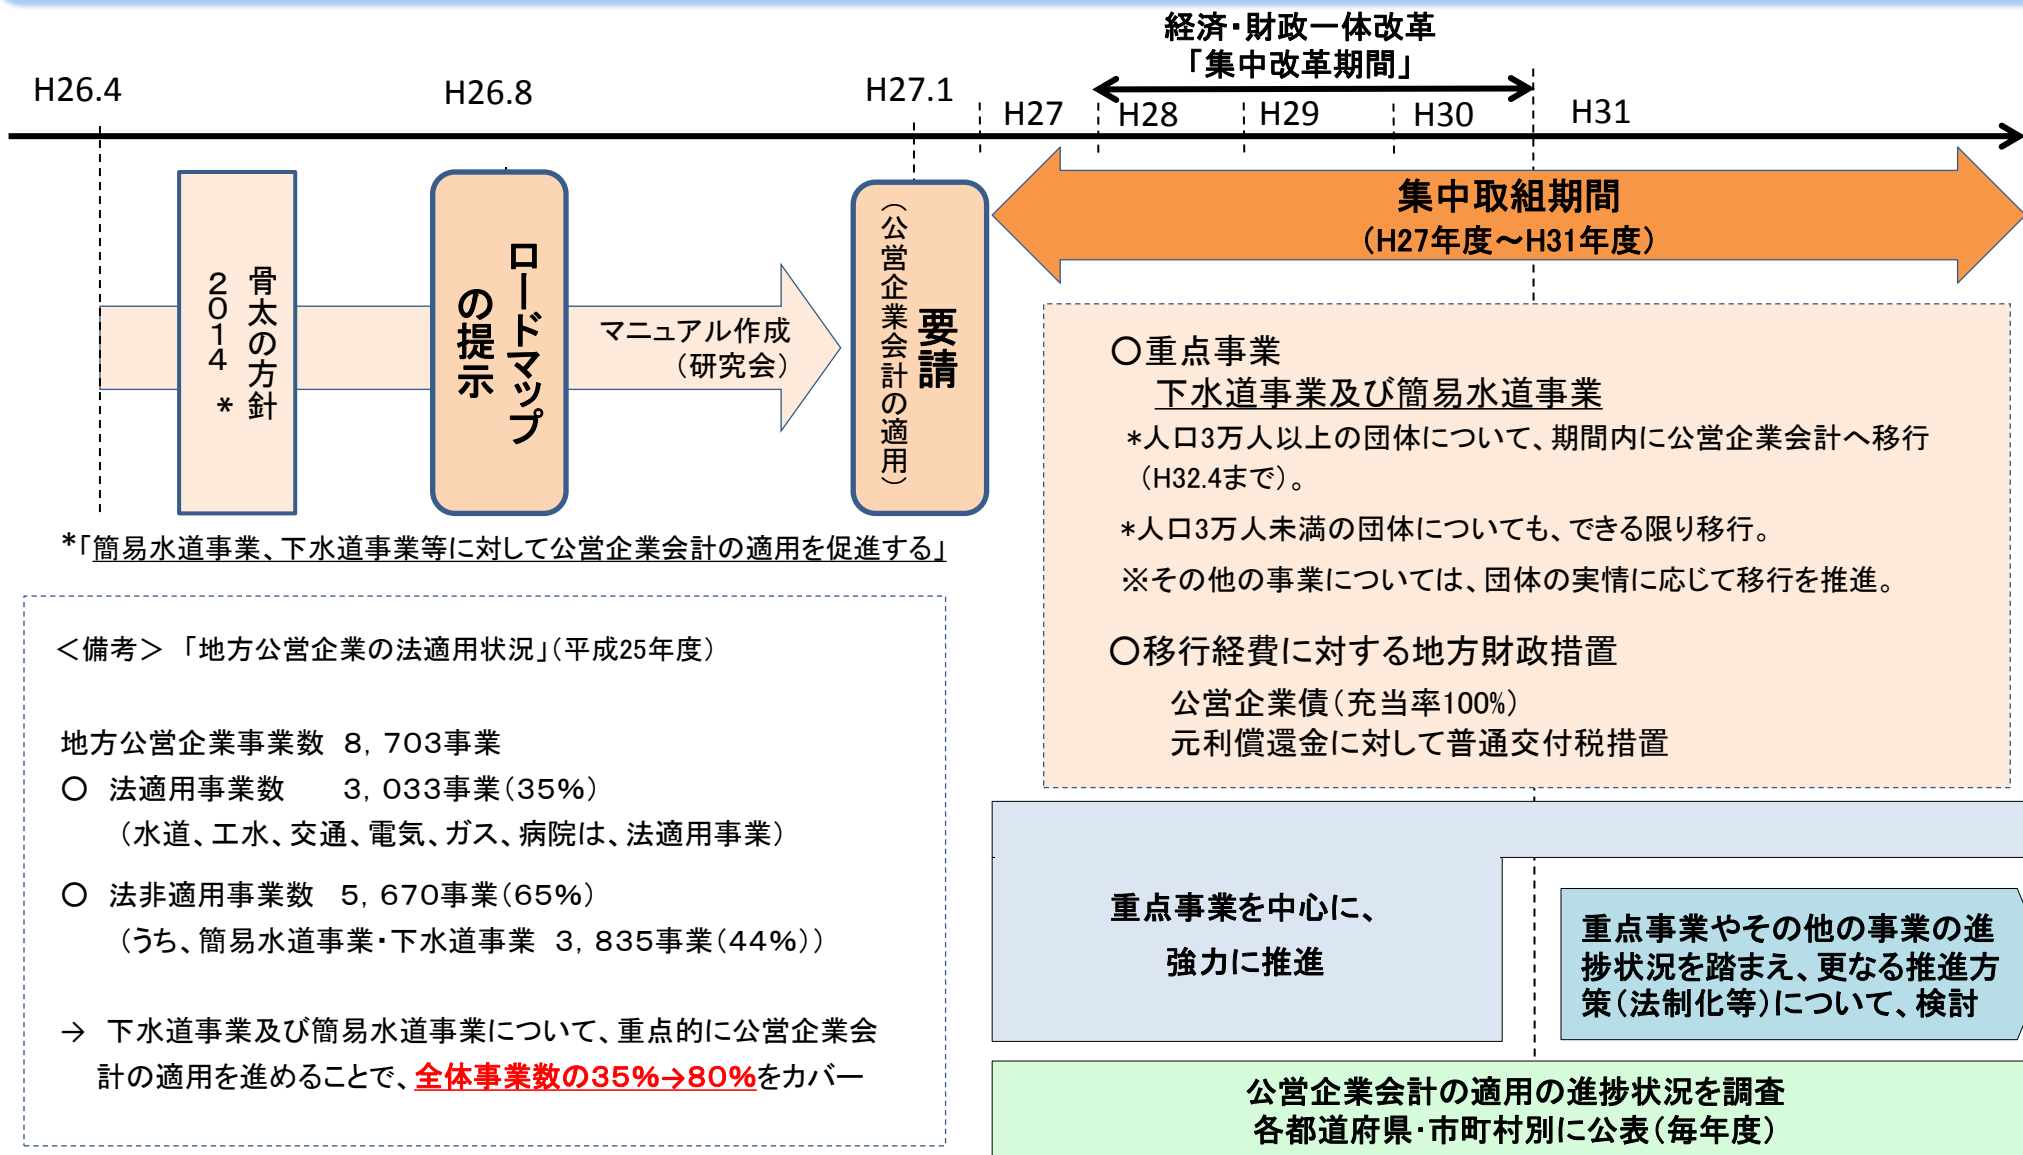 経済・財政一体改革
「集中改革期間」
H26.4
H26.8
H27.1
H27
H28
H29
H30
H31
骨太の方針
2014 *
ロードマップ
の提示
マニュアル作成
(研究会)
要請
(公営企業会計の適用)
集中取組期間
(H27年度～H31年度)
*「簡易水道事業、下水道事業等に対して公営企業会計の適用を促進する」
〇重点事業
下水道事業及び簡易水道事業
*人口3万人以上の団体について、期間内に公営企業会計へ移行
(H32.4まで)。
*人口3万人未満の団体についても、できる限り移行。
※その他の事業については、団体の実情に応じて移行を推進。
〇移行経費に対する地方財政措置
公営企業債(充当率100%)
元利償還金に対して普通交付税措置
＜備考＞ 「地方公営企業の法適用状況」(平成25年度)
地方公営企業事業数 8,703事業
〇 法適用事業数 3,033事業(35%)
(水道、工水、交通、電気、ガス、病院は、法適用事業)
〇 法非適用事業数 5,670事業(65%)
(うち、簡易水道事業・下水道事業 3,835事業(44%))
→ 下水道事業及び簡易水道事業について、重点的に公営企業会
計の適用を進めることで、全体事業数の35%→80%をカバー
重点事業を中心に、
強力に推進
重点事業やその他の事業の進
捗状況を踏まえ、更なる推進方
策(法制化等)について、検討
公営企業会計の適用の進捗状況を調査
各都道府県・市町村別に公表(毎年度)